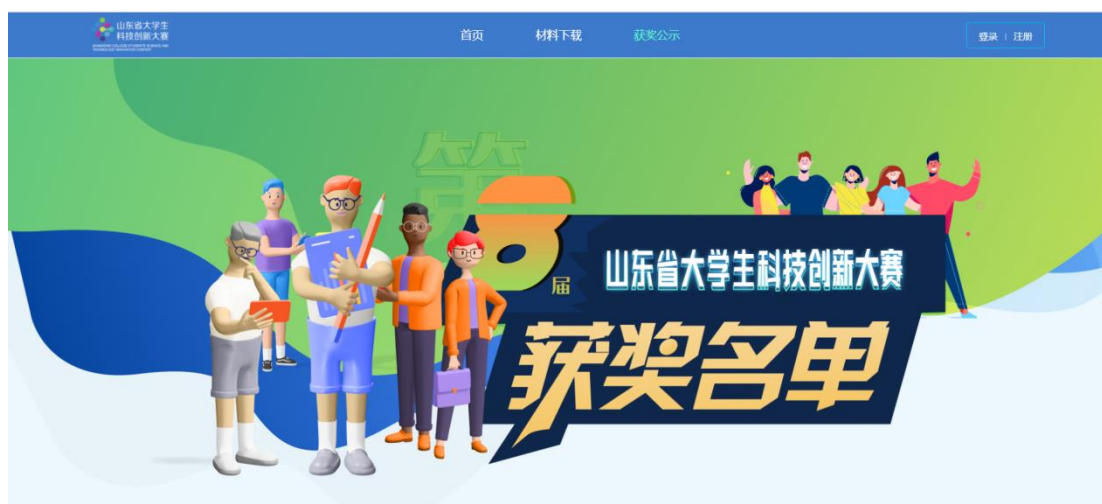 山东省大学生
科技创新大赛
首页 材料下载 获奖公示
登录 | 注册
第8届
山东省大学生科技创新大赛
获奖名单